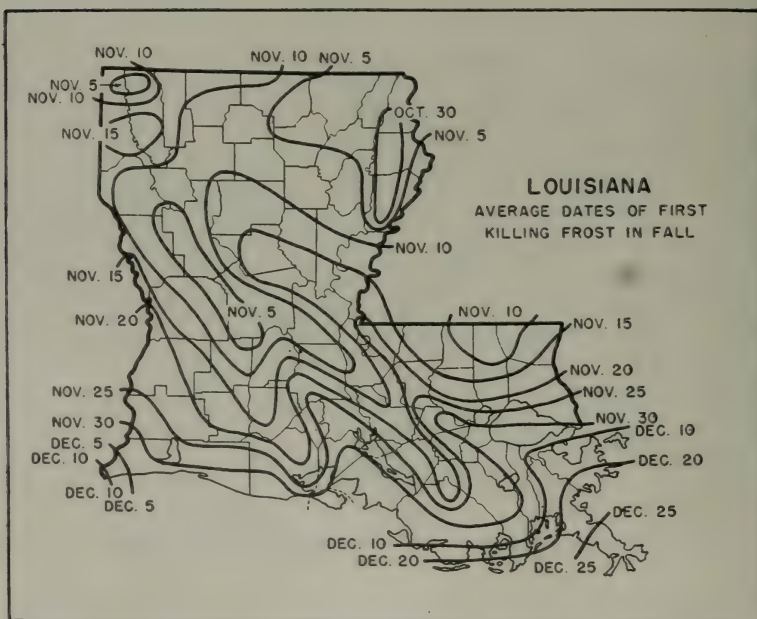 NOV. 10
NOV. 10
NOV. 5
NOV. 5
NOV. 10
OCT. 30
NOV. 15
NOV. 5
LOUISIANA
AVERAGE DATES OF FIRST
KILLING FROST IN FALL
NOV. 10
NOV. 15
NOV. 20
NOV. 5
NOV. 10
NOV. 15
NOV. 20
NOV. 25
NOV. 25
NOV. 30
NOV. 30
DEC. 5
DEC. 10
DEC. 10
DEC. 20
DEC. 10
DEC. 5
DEC. 25
DEC. 10
DEC. 20
DEC. 25